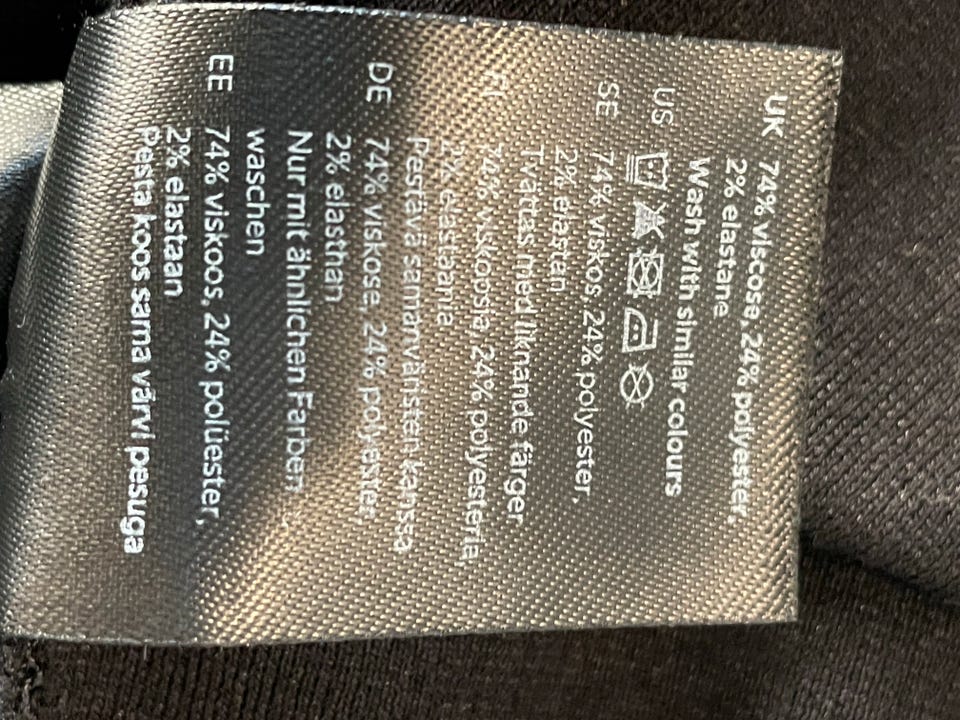 UK 74% viscose, 24% polyester,
2% elastane
Wash with similar colours
US
SE 74% viskos, 24% polyester,
2% elastan
Tvättas med liknande färger
FI 74% viskoosia, 24% polyesteria,
2% elastaania
Pestävä samanväristen kanssa
DE 74% viskose, 24% polyester,
2% elasthan
Nur mit ähnlichen Farben
waschen
EE 74% viskoos, 24% polüester,
2% elastaan
Pesta koos sama värvi pesuga